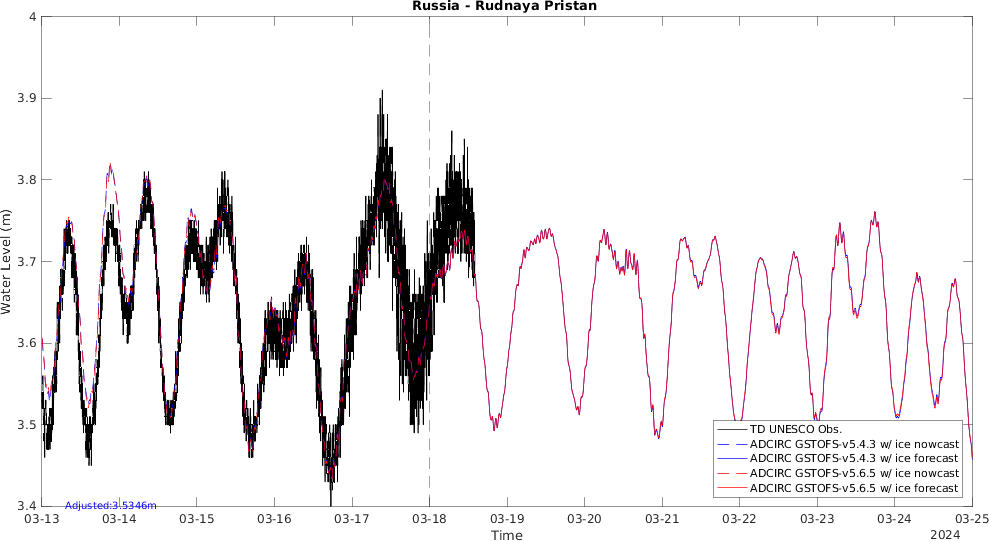 Russia - Rudnaya Pristan
4
3.9
3.8
3.7
3.6
3.5
3.4
Water Level (m)
TD UNESCO Obs.
ADCIRC GSTOFS-v5.4.3 w/ ice nowcast
ADCIRC GSTOFS-v5.4.3 w/ ice forecast
ADCIRC GSTOFS-v5.6.5 w/ ice nowcast
ADCIRC GSTOFS-v5.6.5 w/ ice forecast
Adjusted:3.5346m
03-13 03-14 03-15 03-16 03-17 03-18 03-19 03-20 03-21 03-22 03-23 03-24 03-25
Time
2024